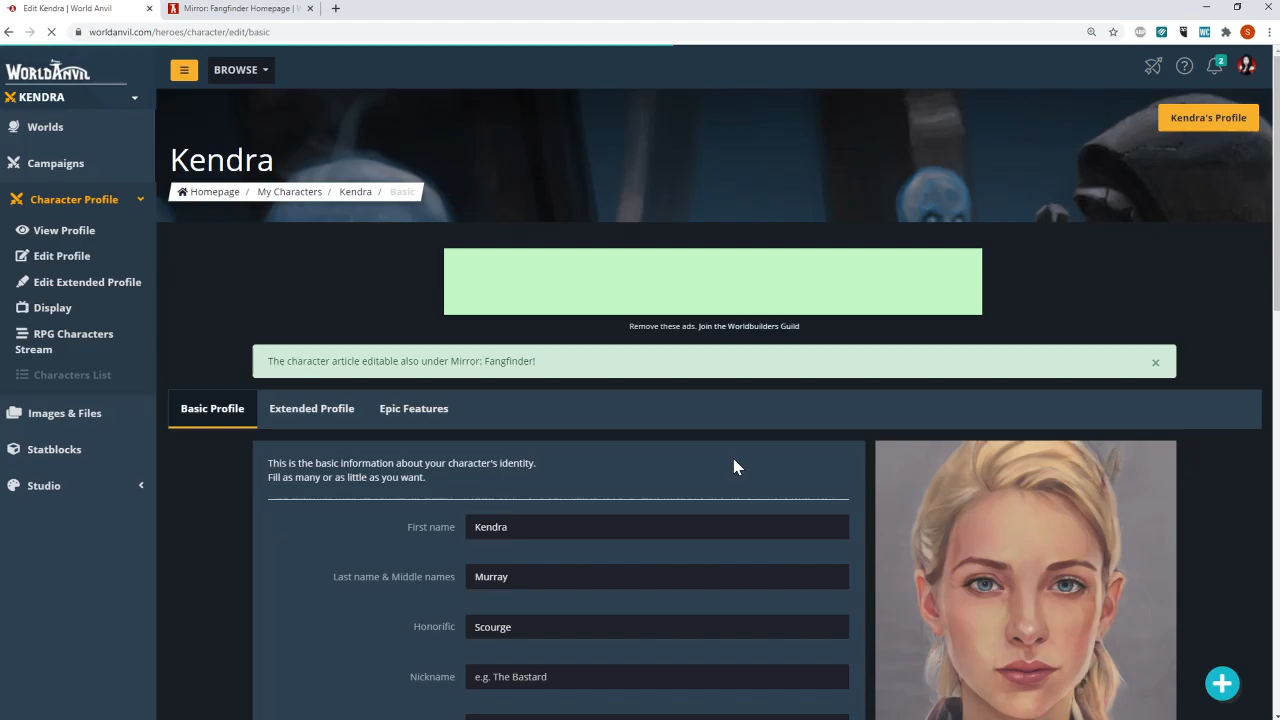 Edit Kendra | World Anvil
Mirror: Fangfinder Homepage | W
worldanvil.com/heroes/character/edit/basic
WORLDANVIL
BROWSE
2
KENDRA
Worlds
Campaigns
Character Profile
View Profile
Edit Profile
Edit Extended Profile
Display
RPG Characters
Stream
Characters List
Images & Files
Statblocks
Studio
Kendra's Profile
Kendra
Homepage / My Characters / Kendra / Basic
Remove these ads. Join the Worldbuilders Guild
The character article editable also under Mirror: Fangfinder!
Basic Profile Extended Profile Epic Features
This is the basic information about your character's identity.
Fill as many or as little as you want.
First name Kendra
Last name & Middle names Murray
Honorific Scourge
Nickname e.g. The Bastard